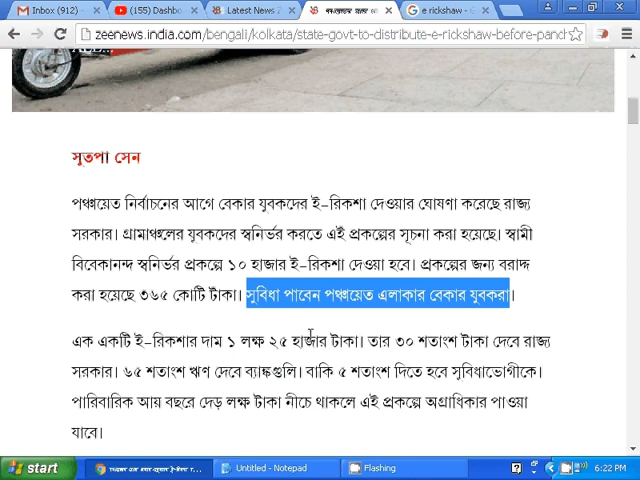 Inbox (912)
(155) Dashbo
Latest News
e rickshaw - G
zeenews.india.com/bengali/kolkata/state-govt-to-distribute-e-rickshaw-before-panch
সুতপা সেন
পঞ্চায়েত নির্বাচনের আগে বেকার যুবকদের ই-রিকশা দেওয়ার ঘোষণা করেছে রাজ্য
সরকার। গ্রামাঞ্চলের যুবকদের স্বনির্ভর করতে এই প্রকল্পের সূচনা করা হয়েছে। স্বামী
বিবেকানন্দ স্বনির্ভর প্রকল্পে ১০ হাজার ই-রিকশা দেওয়া হবে। প্রকল্পের জন্য বরাদ্দ
করা হয়েছে ৩৬৫ কোটি টাকা। সুবিধা পাবেন পঞ্চায়েত এলাকার বেকার যুবকরা।
এক একটি ই-রিকশার দাম ১ লক্ষ ২৫ হাজার টাকা। তার ৩০ শতাংশ টাকা দেবে রাজ্য
সরকার। ৬৫ শতাংশ ঋণ দেবে ব্যাঙ্কগুলি। বাকি ৫ শতাংশ দিতে হবে সুবিধাভোগীকে।
পারিবারিক আয় বছরে দেড় লক্ষ টাকা নীচে থাকলে এই প্রকল্পে অগ্রাধিকার পাওয়া
যাবে।
start
Untitled - Notepad
Flashing
6:22 PM